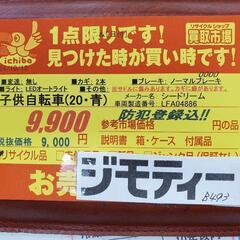 ichiba
1点限りです!
見つけた時が買い時です!
リサイクルショップ
買取市場
■変速:無し ■カギ:2本 ■ブレーキ:ノーマルブレーキ
■ライト:LEDオートライト ■その他:
子供自転車(20・青)
メーカー名:シードリーム
車両製造番号:LFA04886
9,900 円
防犯登録込!!
税抜価格 9,000 円
参考市場価格 円の品
説明書 箱・ケース 付属品
リサイクル品
お売
ジモティー
B493